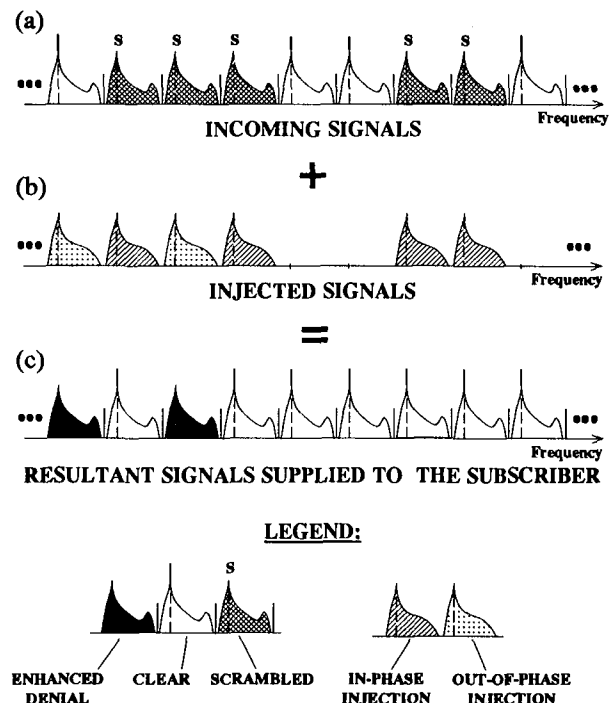 (a)
S S S S S
Frequency
INCOMING SIGNALS
+
(b)
Frequency
INJECTED SIGNALS
=
(c)
Frequency
RESULTANT SIGNALS SUPPLIED TO THE SUBSCRIBER
LEGEND:
S
ENHANCED DENIAL
CLEAR
SCRAMBLED
IN-PHASE INJECTION
OUT-OF-PHASE INJECTION